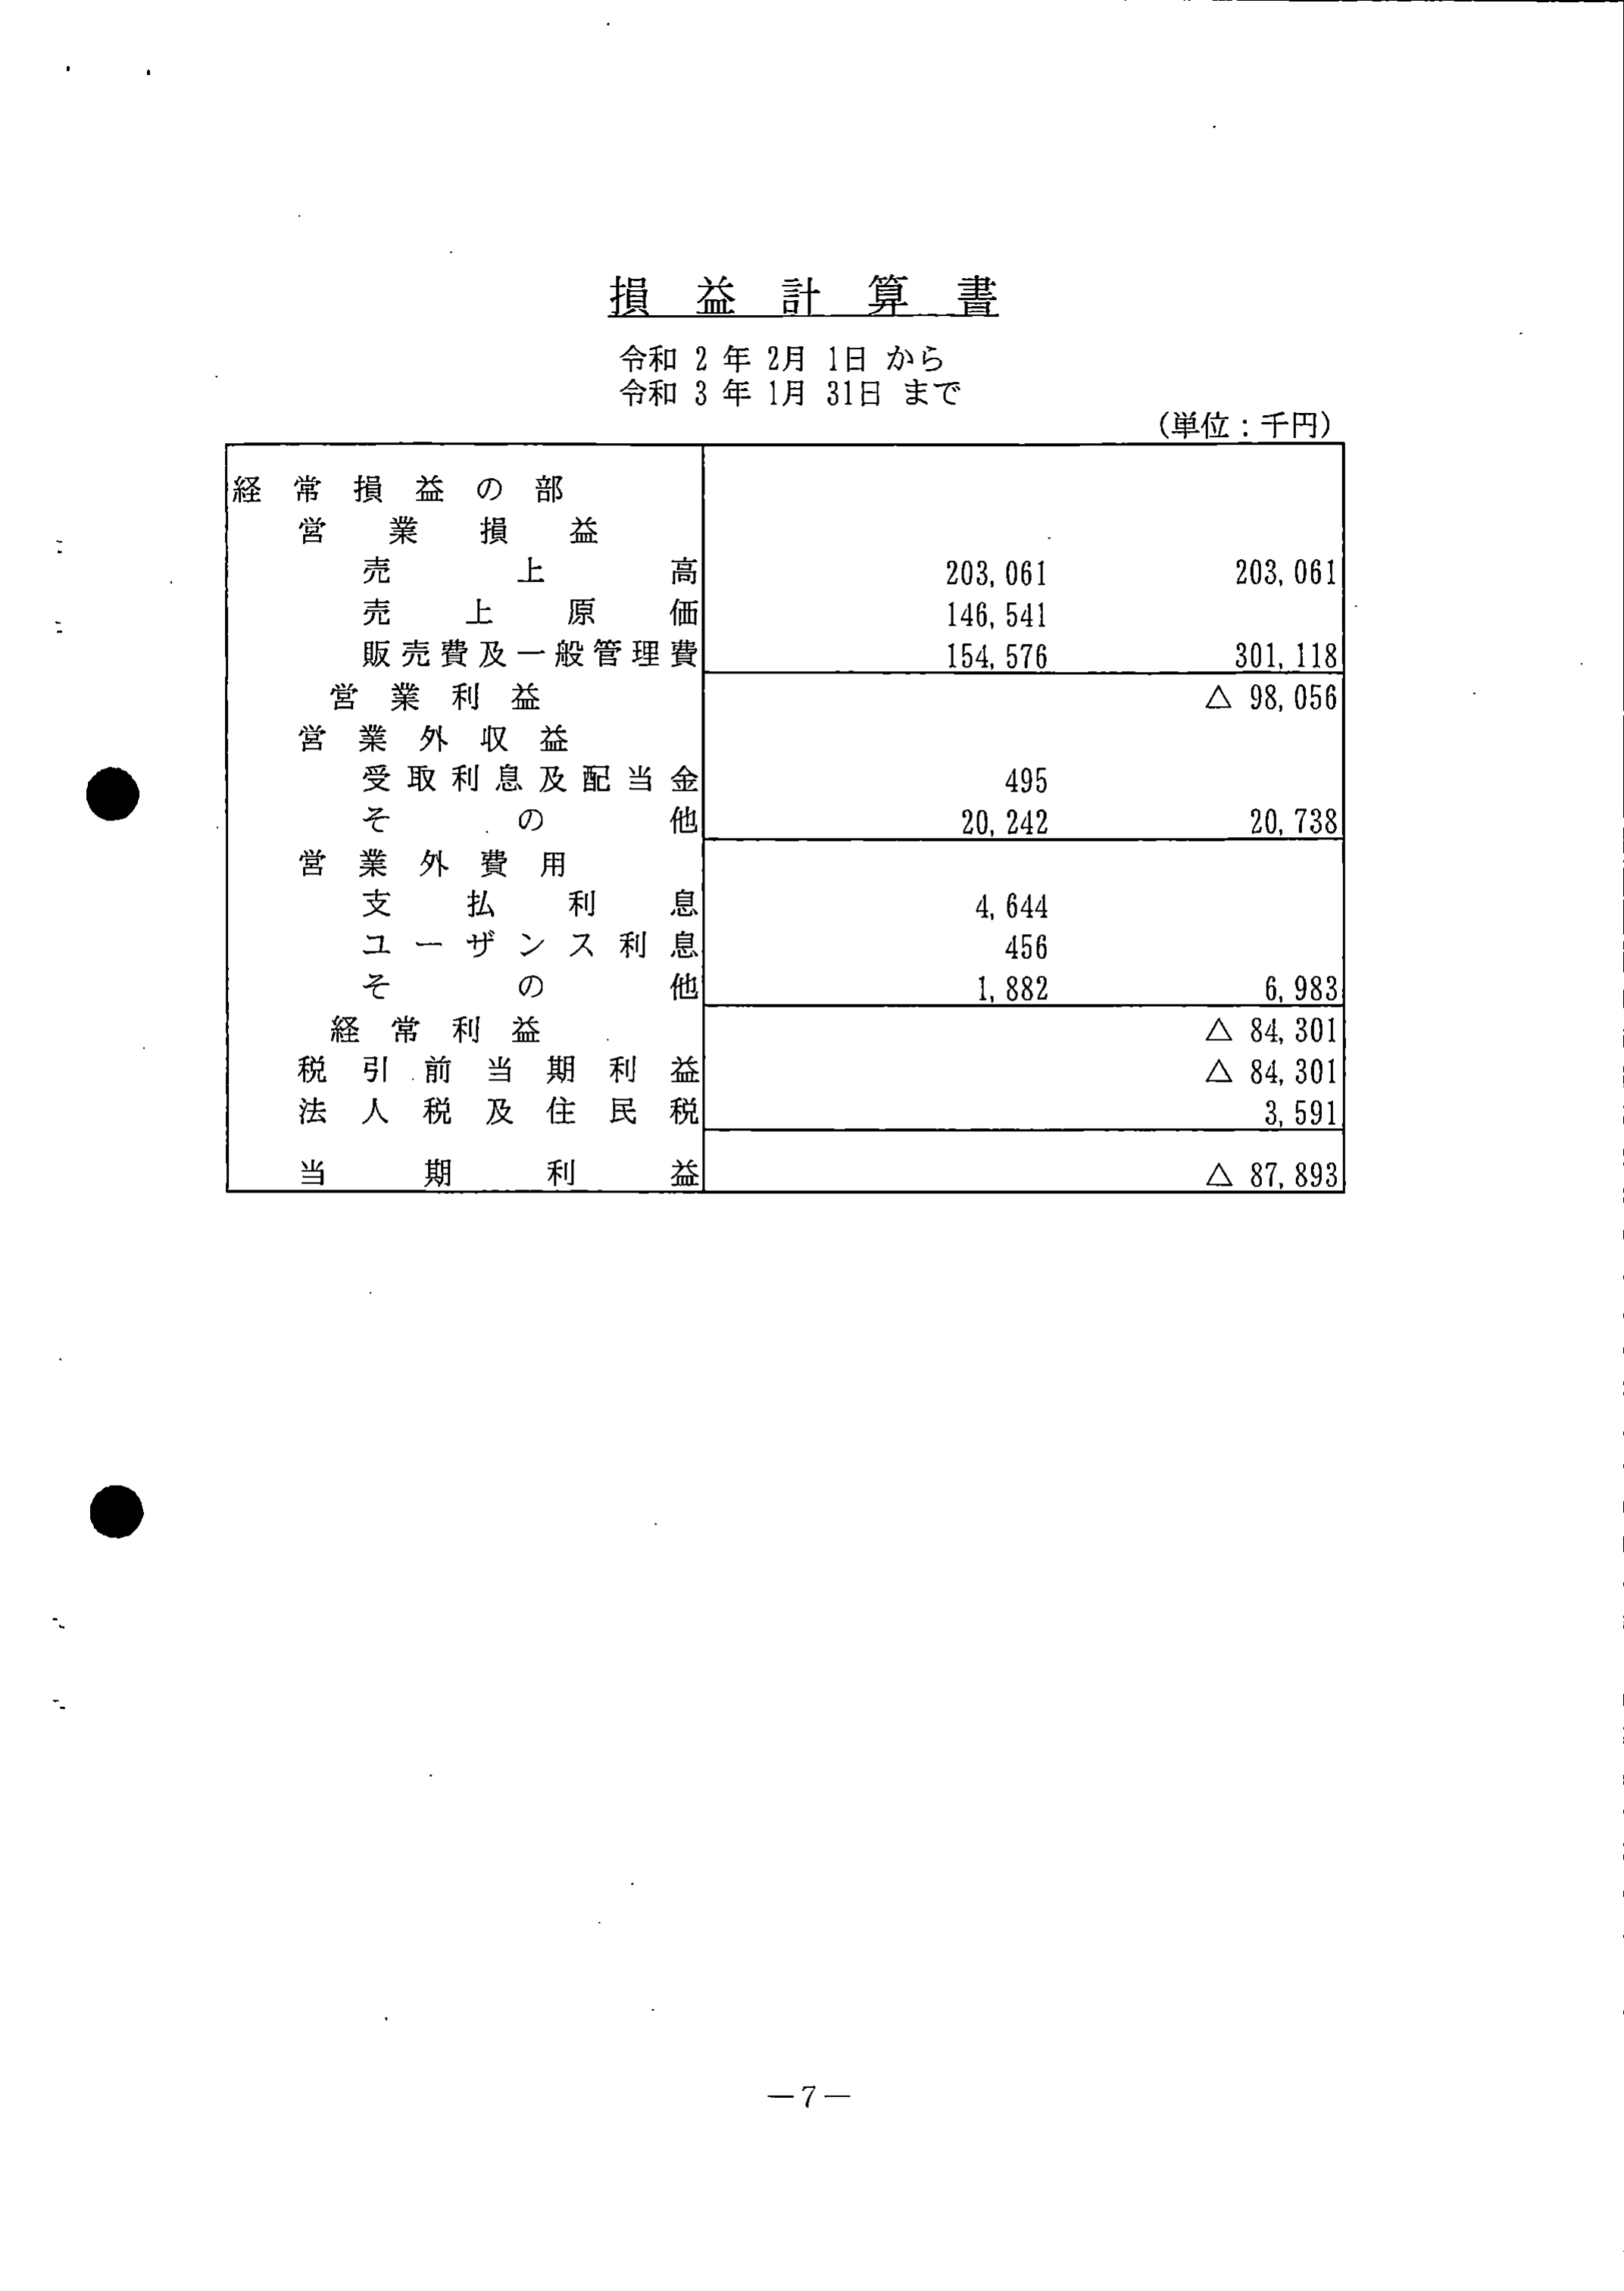 損益計算書
令和 2 年 2月 1日 から
令和 3 年 1月 31日 まで
(単位：千円)
経常損益の部
営業損益
売上高 203,061 203,061
売上原価 146,541
販売費及一般管理費 154,576 301,118
営業利益 △ 98,056
営業外収益
受取利息及配当金 495
その他 20,242 20,738
営業外費用
支払利息 4,644
ユーザンス利息 456
その他 1,882 6,983
経常利益 △ 84,301
税引前当期利益 △ 84,301
法人税及住民税 3,591
当期利益 △ 87,893
—7—